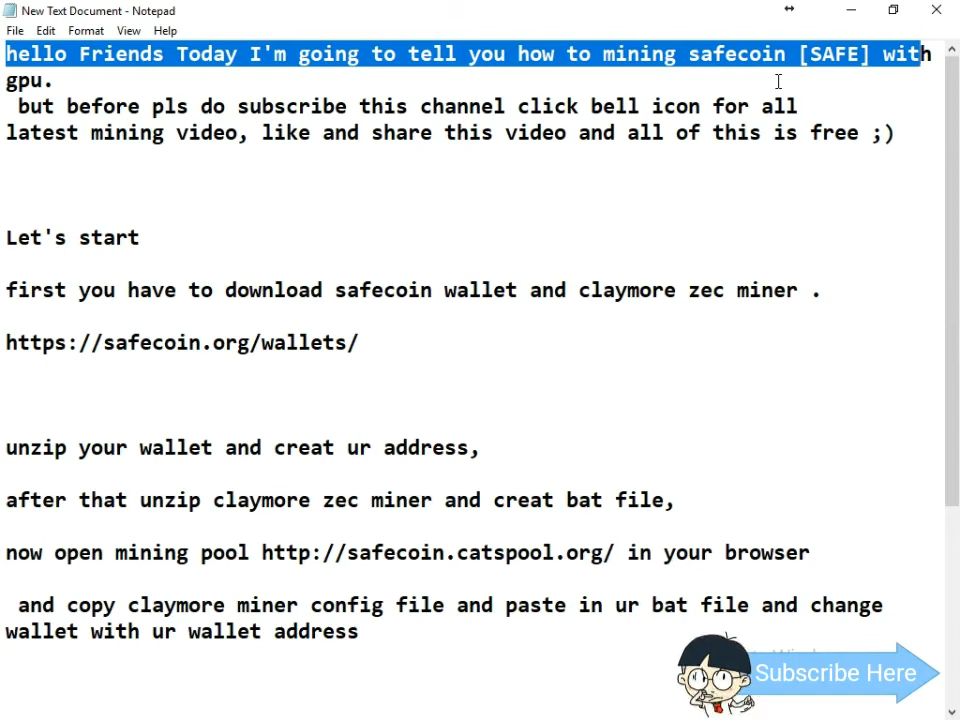 New Text Document - Notepad
File Edit Format View Help
hello Friends Today I'm going to tell you how to mining safecoin [SAFE] with
gpu.
but before pls do subscribe this channel click bell icon for all
latest mining video, like and share this video and all of this is free ;)
Let's start
first you have to download safecoin wallet and claymore zec miner .
https://safecoin.org/wallets/
unzip your wallet and creat ur address,
after that unzip claymore zec miner and creat bat file,
now open mining pool http://safecoin.catspool.org/ in your browser
and copy claymore miner config file and paste in ur bat file and change
wallet with ur wallet address
Subscribe Here